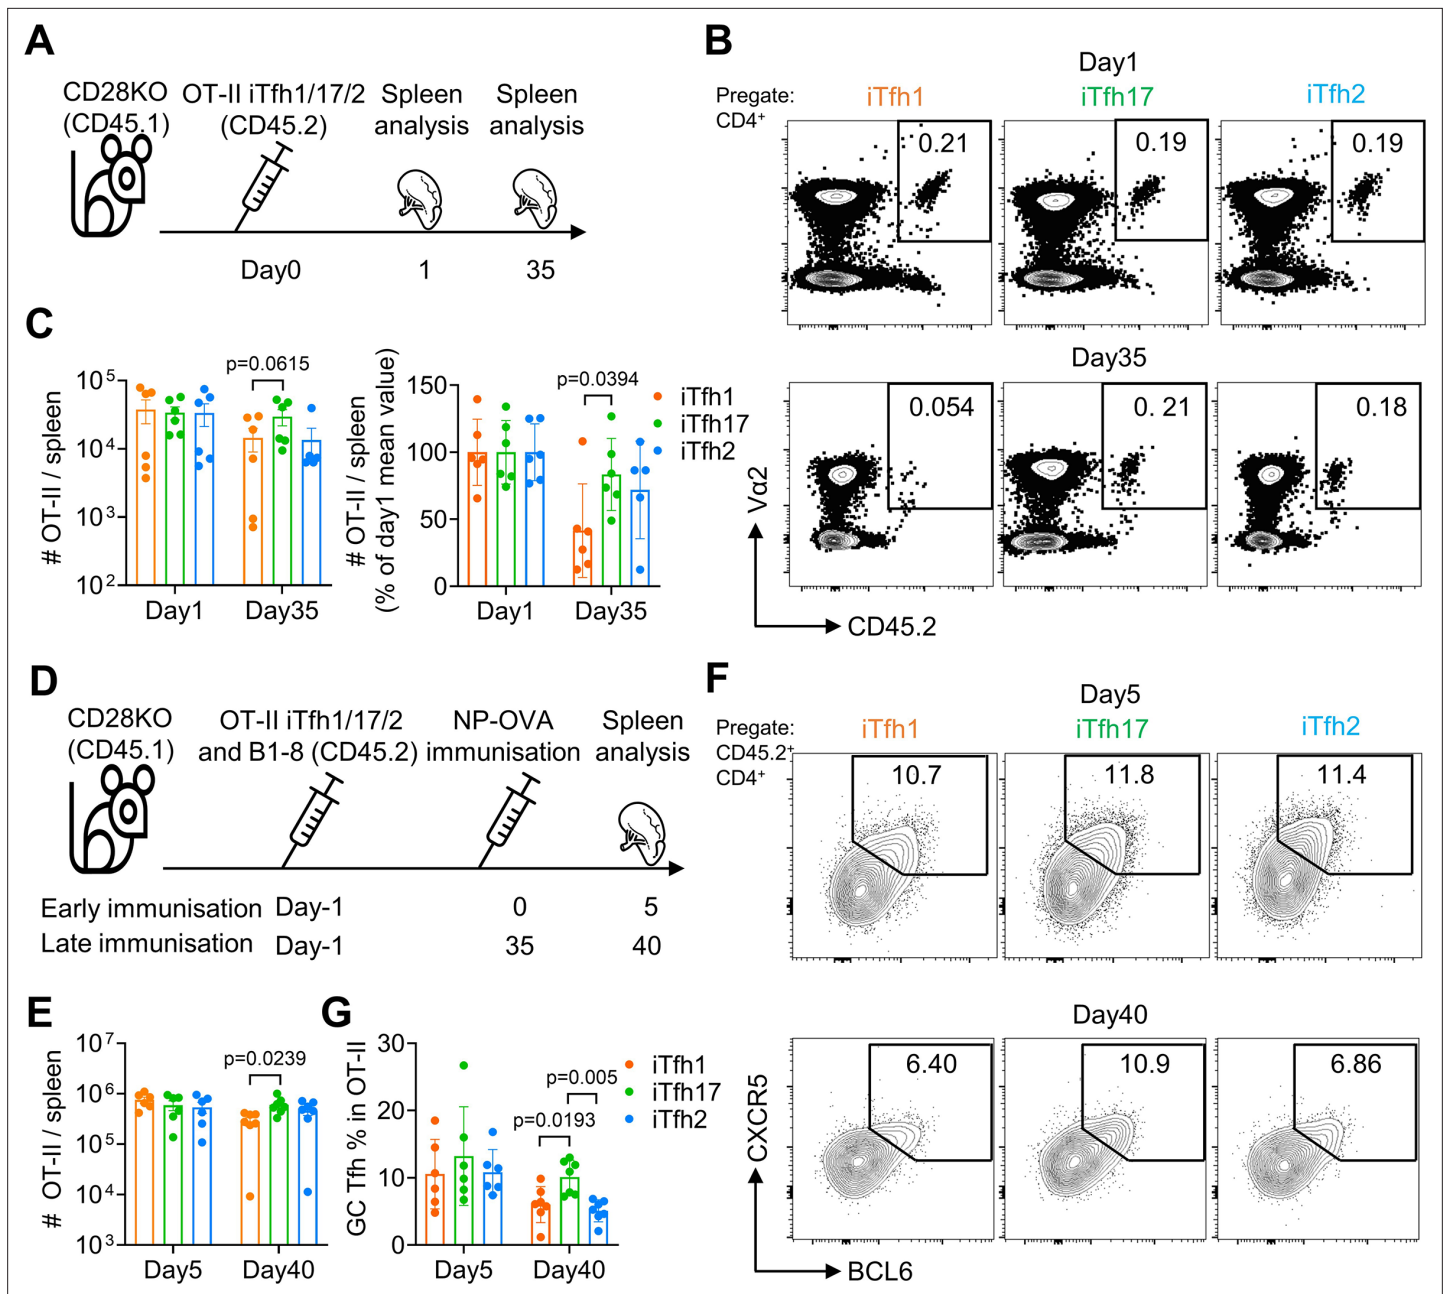 A
CD28KO
(CD45.1)
OT-II iTfh1/17/2
(CD45.2)
Spleen
analysis
Spleen
analysis
Day0
1
35
B
Day1
Pregate:
CD4+
iTfh1
iTfh17
iTfh2
0.21
0.19
0.19
Day35
0.054
0. 21
0.18
Vα2
CD45.2
C
# OT-II / spleen
10^5
10^4
10^3
10^2
p=0.0615
Day1
Day35
# OT-II / spleen
(% of day1 mean value)
150
100
50
0
p=0.0394
Day1
Day35
iTfh1
iTfh17
iTfh2
D
CD28KO
(CD45.1)
OT-II iTfh1/17/2
and B1-8 (CD45.2)
NP-OVA
immunisation
Spleen
analysis
Early immunisation Day-1 0 5
Late immunisation Day-1 35 40
E
# OT-II / spleen
10^7
10^6
10^5
10^4
10^3
p=0.0239
Day5
Day40
G
GC Tfh % in OT-II
30
20
10
0
p=0.005
p=0.0193
Day5
Day40
iTfh1
iTfh17
iTfh2
F
Day5
Pregate:
CD45.2+
CD4+
iTfh1
iTfh17
iTfh2
10.7
11.8
11.4
Day40
6.40
10.9
6.86
CXCR5
BCL6